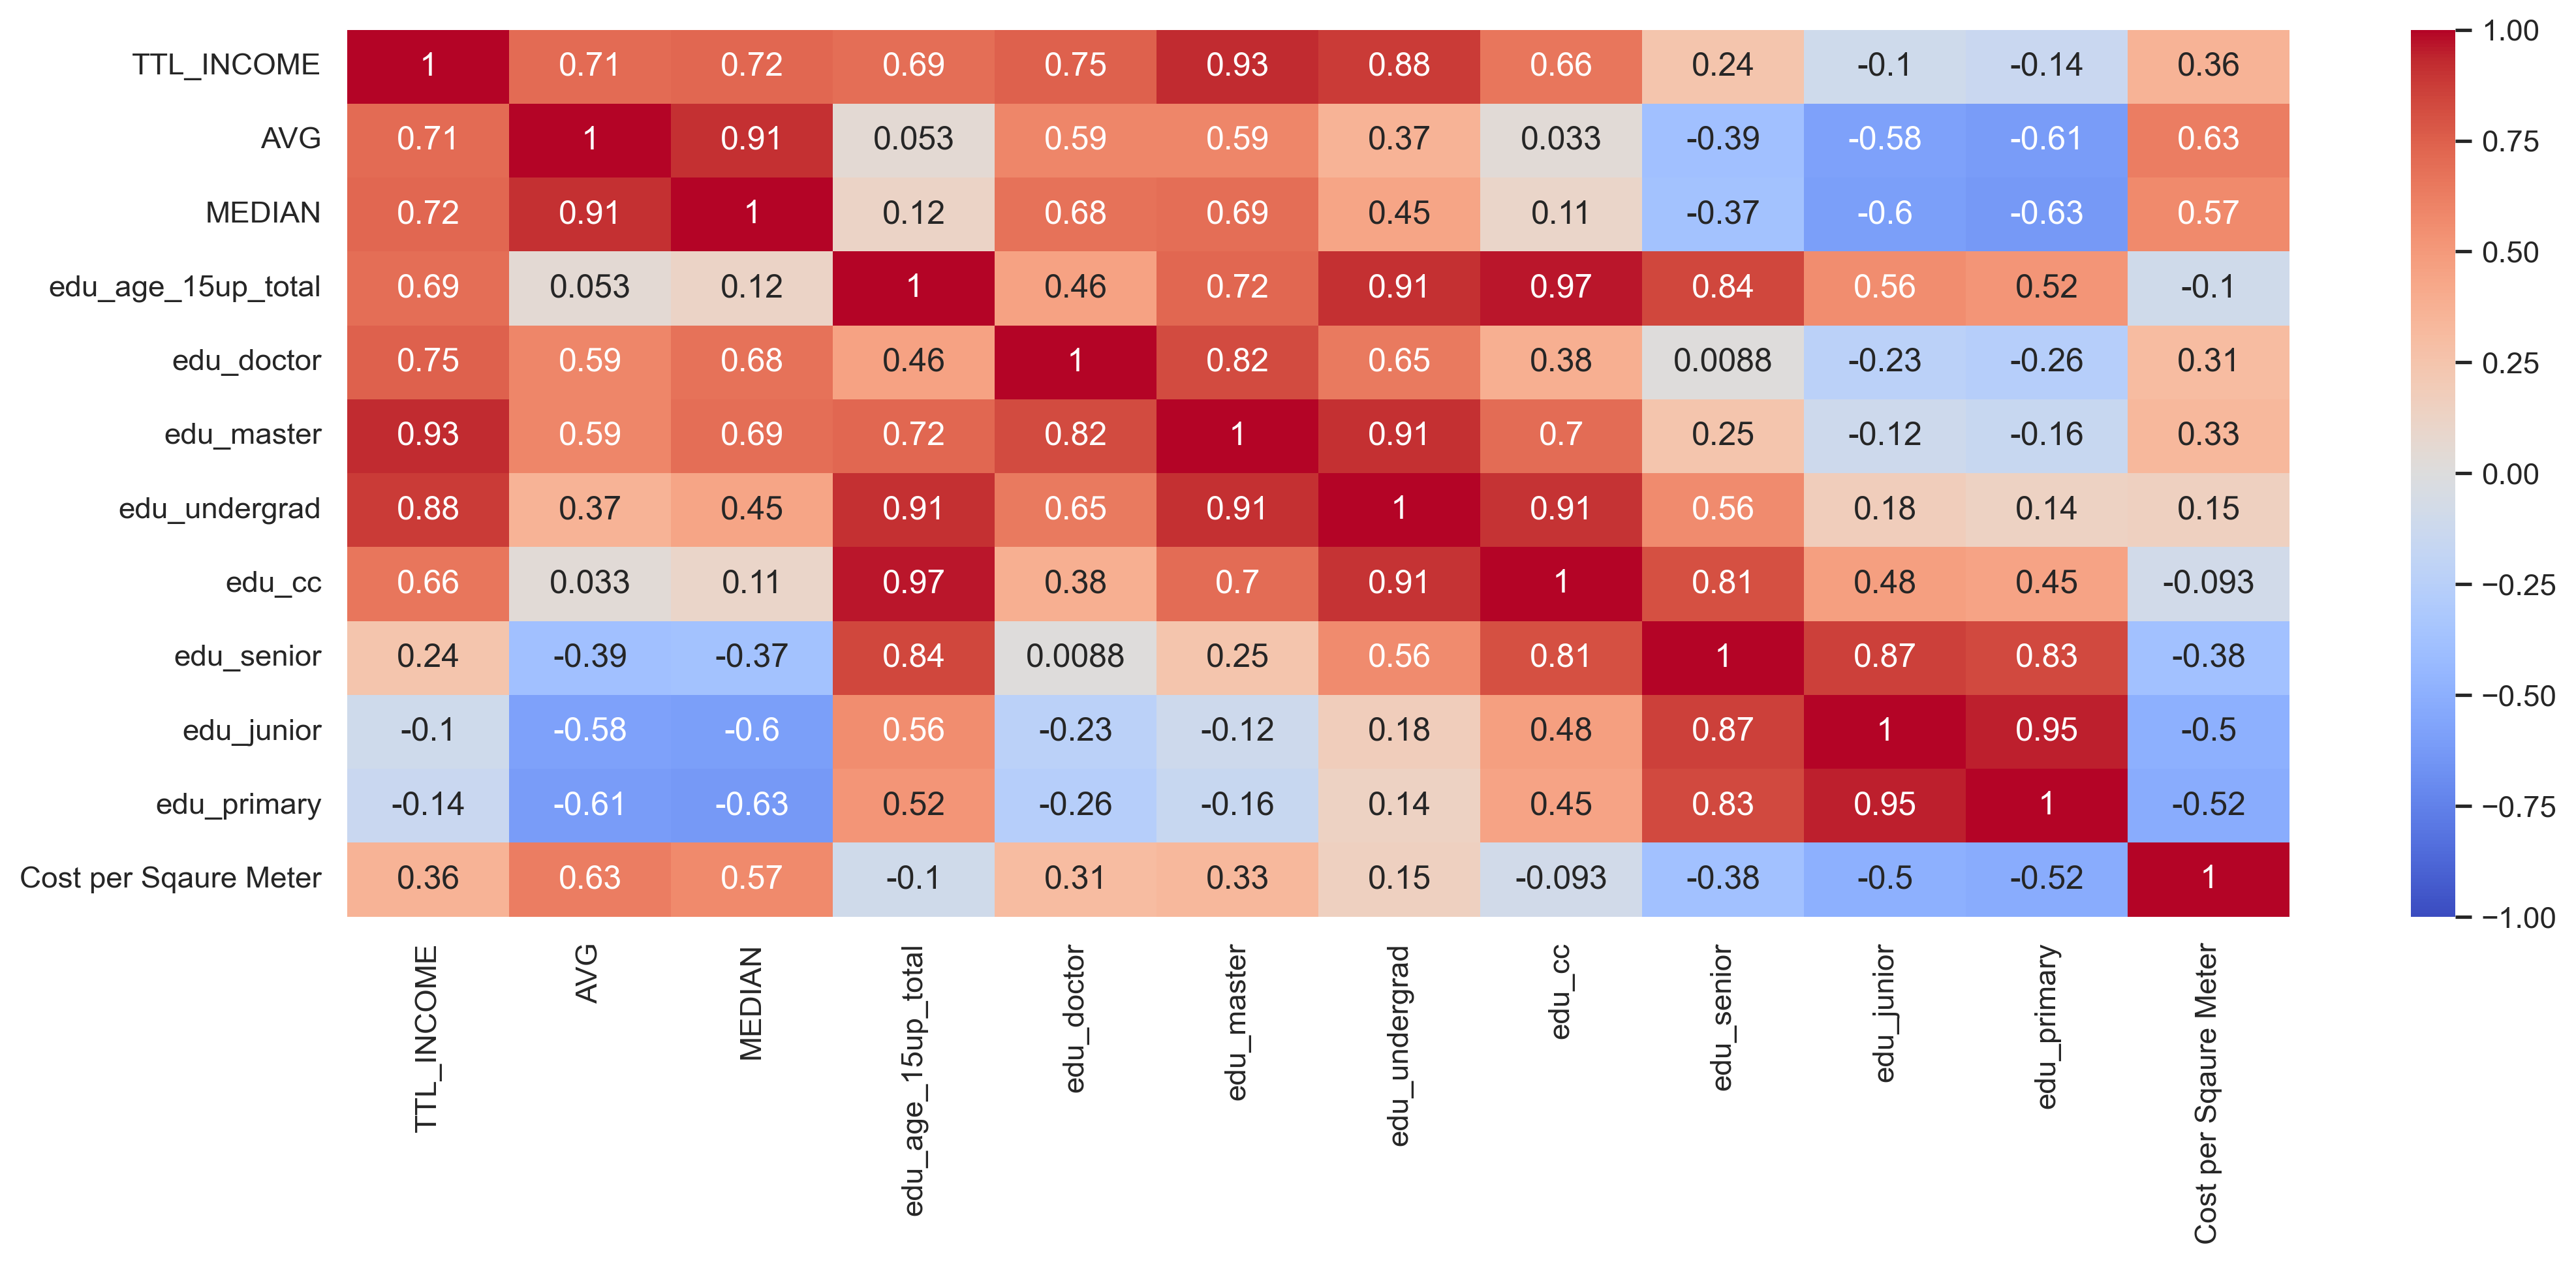 TTL_INCOME 1 0.71 0.72 0.69 0.75 0.93 0.88 0.66 0.24 -0.1 -0.14 0.36
AVG 0.71 1 0.91 0.053 0.59 0.59 0.37 0.033 -0.39 -0.58 -0.61 0.63
MEDIAN 0.72 0.91 1 0.12 0.68 0.69 0.45 0.11 -0.37 -0.6 -0.63 0.57
edu_age_15up_total 0.69 0.053 0.12 1 0.46 0.72 0.91 0.97 0.84 0.56 0.52 -0.1
edu_doctor 0.75 0.59 0.68 0.46 1 0.82 0.65 0.38 0.0088 -0.23 -0.26 0.31
edu_master 0.93 0.59 0.69 0.72 0.82 1 0.91 0.7 0.25 -0.12 -0.16 0.33
edu_undergrad 0.88 0.37 0.45 0.91 0.65 0.91 1 0.91 0.56 0.18 0.14 0.15
edu_cc 0.66 0.033 0.11 0.97 0.38 0.7 0.91 1 0.81 0.48 0.45 -0.093
edu_senior 0.24 -0.39 -0.37 0.84 0.0088 0.25 0.56 0.81 1 0.87 0.83 -0.38
edu_junior -0.1 -0.58 -0.6 0.56 -0.23 -0.12 0.18 0.48 0.87 1 0.95 -0.5
edu_primary -0.14 -0.61 -0.63 0.52 -0.26 -0.16 0.14 0.45 0.83 0.95 1 -0.52
Cost per Sqaure Meter 0.36 0.63 0.57 -0.1 0.31 0.33 0.15 -0.093 -0.38 -0.5 -0.52 1
TTL_INCOME
AVG
MEDIAN
edu_age_15up_total
edu_doctor
edu_master
edu_undergrad
edu_cc
edu_senior
edu_junior
edu_primary
Cost per Sqaure Meter
1.00
0.75
0.50
0.25
0.00
−0.25
−0.50
−0.75
−1.00